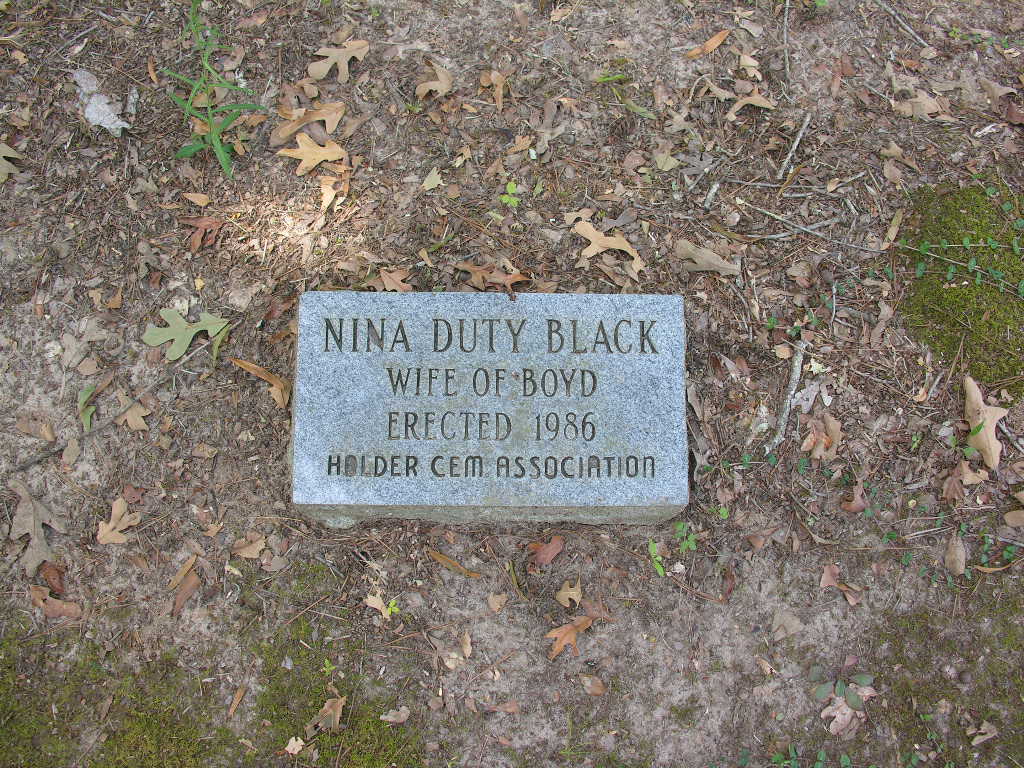 NINA DUTY BLACK
WIFE OF BOYD
ERECTED 1986
HOLDER CEM ASSOCIATION